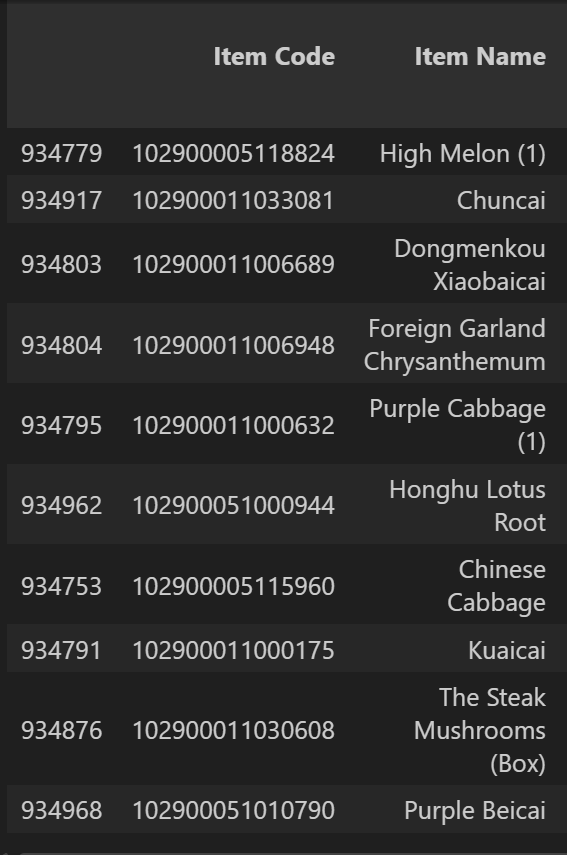 Item Code Item Name
934779 102900005118824 High Melon (1)
934917 102900011033081 Chuncai
934803 102900011006689 Dongmenkou
Xiaobaicai
934804 102900011006948 Foreign Garland
Chrysanthemum
934795 102900011000632 Purple Cabbage
(1)
934962 102900051000944 Honghu Lotus
Root
934753 102900005115960 Chinese
Cabbage
934791 102900011000175 Kuaicai
934876 102900011030608 The Steak
Mushrooms
(Box)
934968 102900051010790 Purple Beicai